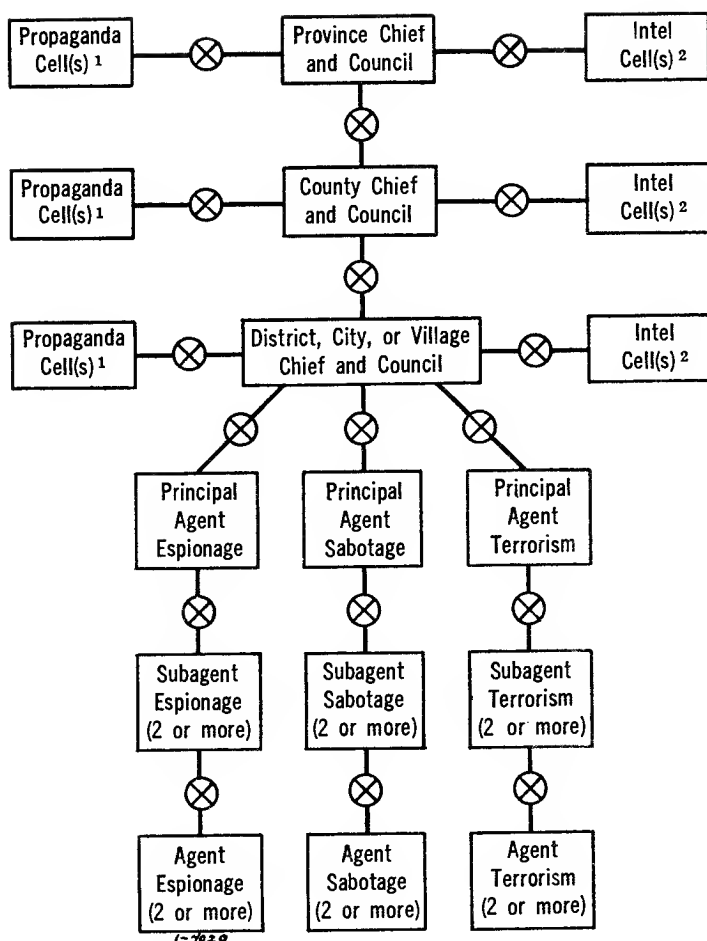 Propaganda
Cell(s) 1
Province Chief
and Council
Intel
Cell(s) 2
Propaganda
Cell(s) 1
County Chief
and Council
Intel
Cell(s) 2
Propaganda
Cell(s) 1
District, City, or Village
Chief and Council
Intel
Cell(s) 2
Principal
Agent
Espionage
Principal
Agent
Sabotage
Principal
Agent
Terrorism
Subagent
Espionage
(2 or more)
Subagent
Sabotage
(2 or more)
Subagent
Terrorism
(2 or more)
Agent
Espionage
(2 or more)
Agent
Sabotage
(2 or more)
Agent
Terrorism
(2 or more)